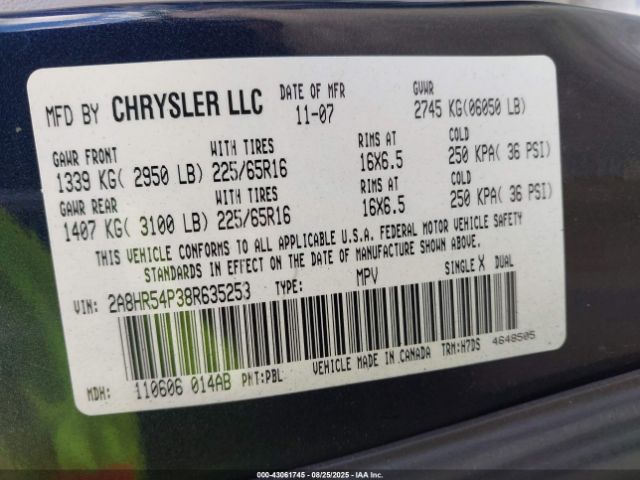 MFD BY CHRYSLER LLC DATE OF MFR 11-07 GVWR 2745 KG(06050 LB)
GAWR FRONT WITH TIRES RIMS AT COLD
1339 KG( 2950 LB) 225/65R16 16X6.5 250 KPA( 36 PSI)
GAWR REAR WITH TIRES RIMS AT COLD
1407 KG( 3100 LB) 225/65R16 16X6.5 250 KPA( 36 PSI)
THIS VEHICLE CONFORMS TO ALL APPLICABLE U.S.A. FEDERAL MOTOR VEHICLE SAFETY
STANDARDS IN EFFECT ON THE DATE OF MANUFACTURE SHOWN ABOVE.
VIN: 2A8HR54P38R635253 TYPE: MPV SINGLE X DUAL
MDH: 110606 014AB PNT:PBL VEHICLE MADE IN CANADA TRM:H7DS 4648505
000-43061745 - 08/25/2025 - Copyright IAA, Inc.